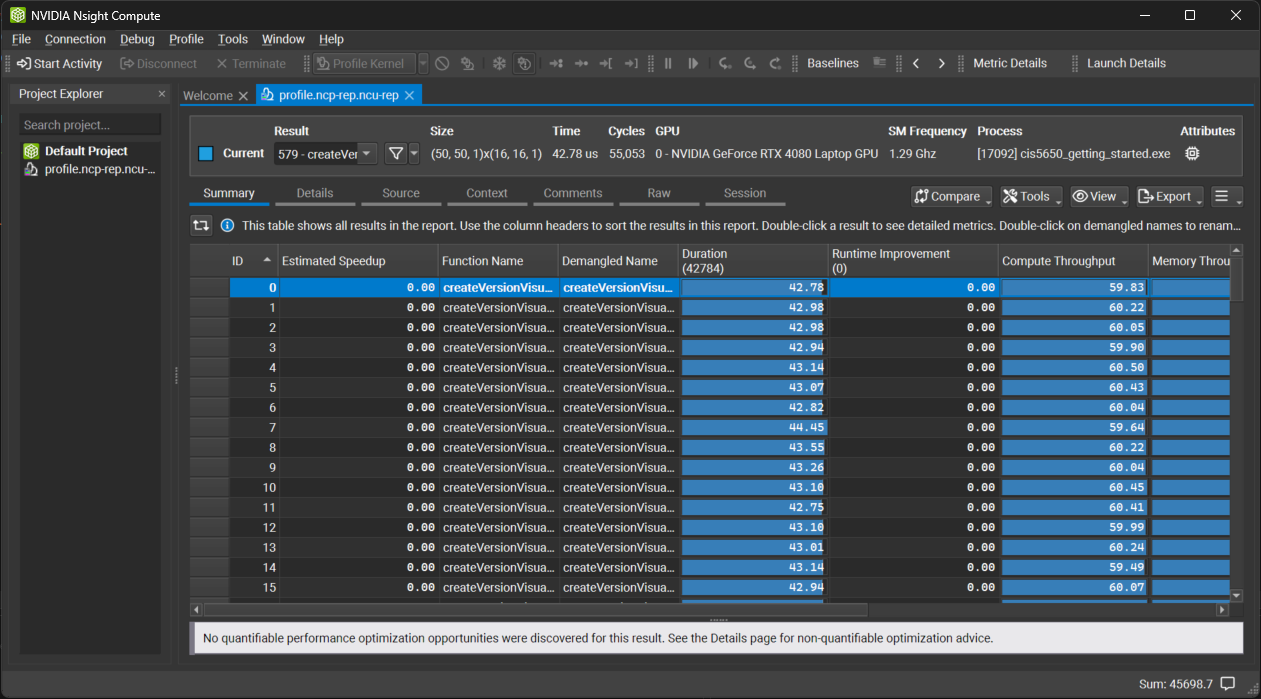 NVIDIA Nsight Compute
File Connection Debug Profile Tools Window Help
Start Activity Disconnect Terminate Profile Kernel Baselines Metric Details Launch Details
Project Explorer
Search project...
Default Project
profile.ncp-rep.ncu-...
Welcome profile.ncp-rep.ncu-rep
Result Size Time Cycles GPU SM Frequency Process Attributes
Current 579 - createVer (50, 50, 1)x(16, 16, 1) 42.78 us 55,053 0 - NVIDIA GeForce RTX 4080 Laptop GPU 1.29 Ghz [17092] cis5650_getting_started.exe
Summary Details Source Context Comments Raw Session Compare Tools View Export
This table shows all results in the report. Use the column headers to sort the results in this report. Double-click a result to see detailed metrics. Double-click on demangled names to renam...
ID Estimated Speedup Function Name Demangled Name Duration (42784) Runtime Improvement (0) Compute Throughput Memory Throu
0 0.00 createVersionVisu... createVersionVisu... 42.78 0.00 59.83
1 0.00 createVersionVisua... createVersionVisua... 42.98 0.00 60.22
2 0.00 createVersionVisua... createVersionVisua... 42.98 0.00 60.05
3 0.00 createVersionVisua... createVersionVisua... 42.94 0.00 59.90
4 0.00 createVersionVisua... createVersionVisua... 43.14 0.00 60.50
5 0.00 createVersionVisua... createVersionVisua... 43.07 0.00 60.43
6 0.00 createVersionVisua... createVersionVisua... 42.82 0.00 60.04
7 0.00 createVersionVisua... createVersionVisua... 44.45 0.00 59.64
8 0.00 createVersionVisua... createVersionVisua... 43.55 0.00 60.22
9 0.00 createVersionVisua... createVersionVisua... 43.26 0.00 60.04
10 0.00 createVersionVisua... createVersionVisua... 43.10 0.00 60.45
11 0.00 createVersionVisua... createVersionVisua... 42.75 0.00 60.41
12 0.00 createVersionVisua... createVersionVisua... 43.10 0.00 59.99
13 0.00 createVersionVisua... createVersionVisua... 43.01 0.00 60.24
14 0.00 createVersionVisua... createVersionVisua... 43.14 0.00 59.49
15 0.00 createVersionVisua... createVersionVisua... 42.94 0.00 60.07
No quantifiable performance optimization opportunities were discovered for this result. See the Details page for non-quantifiable optimization advice.
Sum: 45698.7